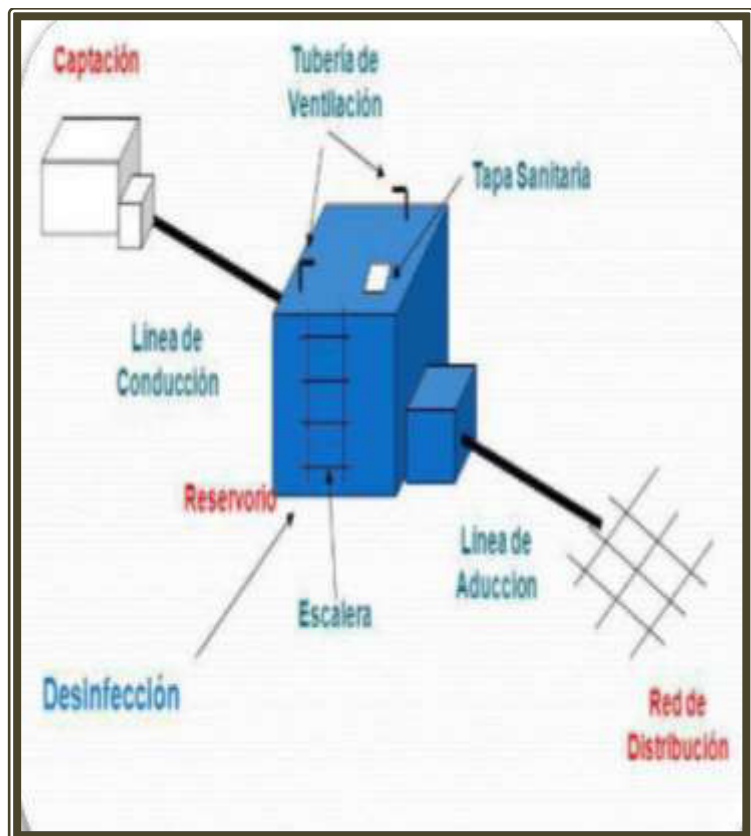 Captación
Tubería de
Ventilación
Tapa Sanitaria
Línea de
Conducción
Reservorio
Línea de
Aduccion
Escalera
Desinfección
Red de
Distribución